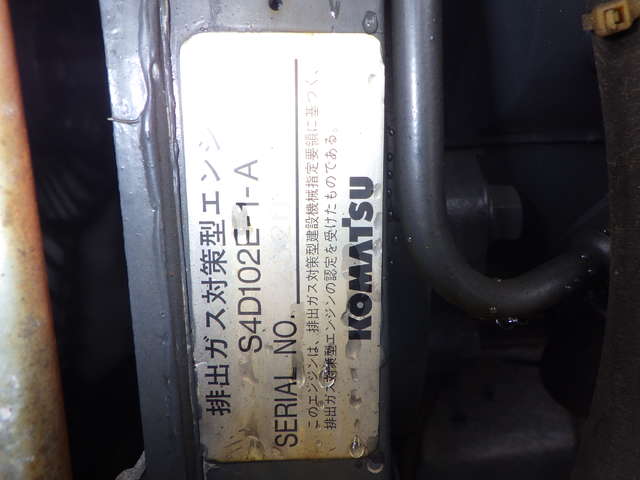 排出ガス対策型エンジン
S4D102E-1-A
SERIAL NO.
このエンジンは、排出ガス対策型建設機械指定要領に基づく、
排出ガス対策型エンジンの認定を受けたものである。
KOMATSU